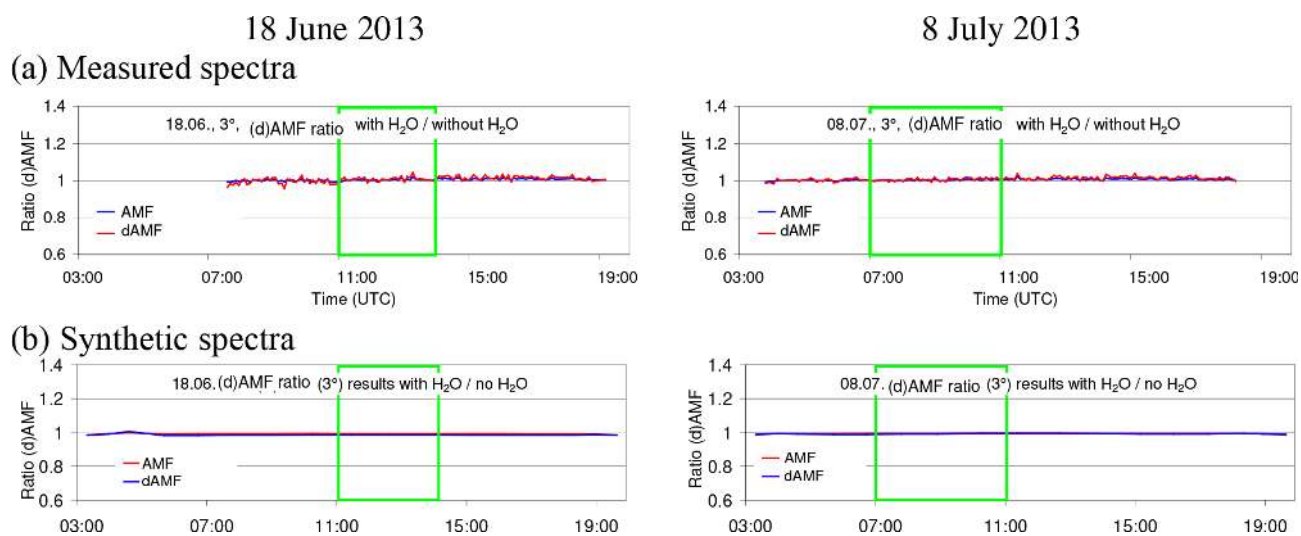 18 June 2013
8 July 2013
(a) Measured spectra
1.4
1.2
1
0.8
0.6
Ratio (d)AMF
18.06., 3°, (d)AMF ratio with H₂O / without H₂O
AMF
dAMF
03:00 07:00 11:00 15:00 19:00
Time (UTC)
1.4
1.2
1
0.8
0.6
Ratio (d)AMF
08.07., 3°, (d)AMF ratio with H₂O / without H₂O
AMF
dAMF
03:00 07:00 11:00 15:00 19:00
Time (UTC)
(b) Synthetic spectra
1.4
1.2
1
0.8
0.6
Ratio (d)AMF
18.06. (d)AMF ratio (3°) results with H₂O / no H₂O
AMF
dAMF
03:00 07:00 11:00 15:00 19:00
1.4
1.2
1
0.8
0.6
Ratio (d)AMF
08.07. (d)AMF ratio (3°) results with H₂O / no H₂O
AMF
dAMF
03:00 07:00 11:00 15:00 19:00